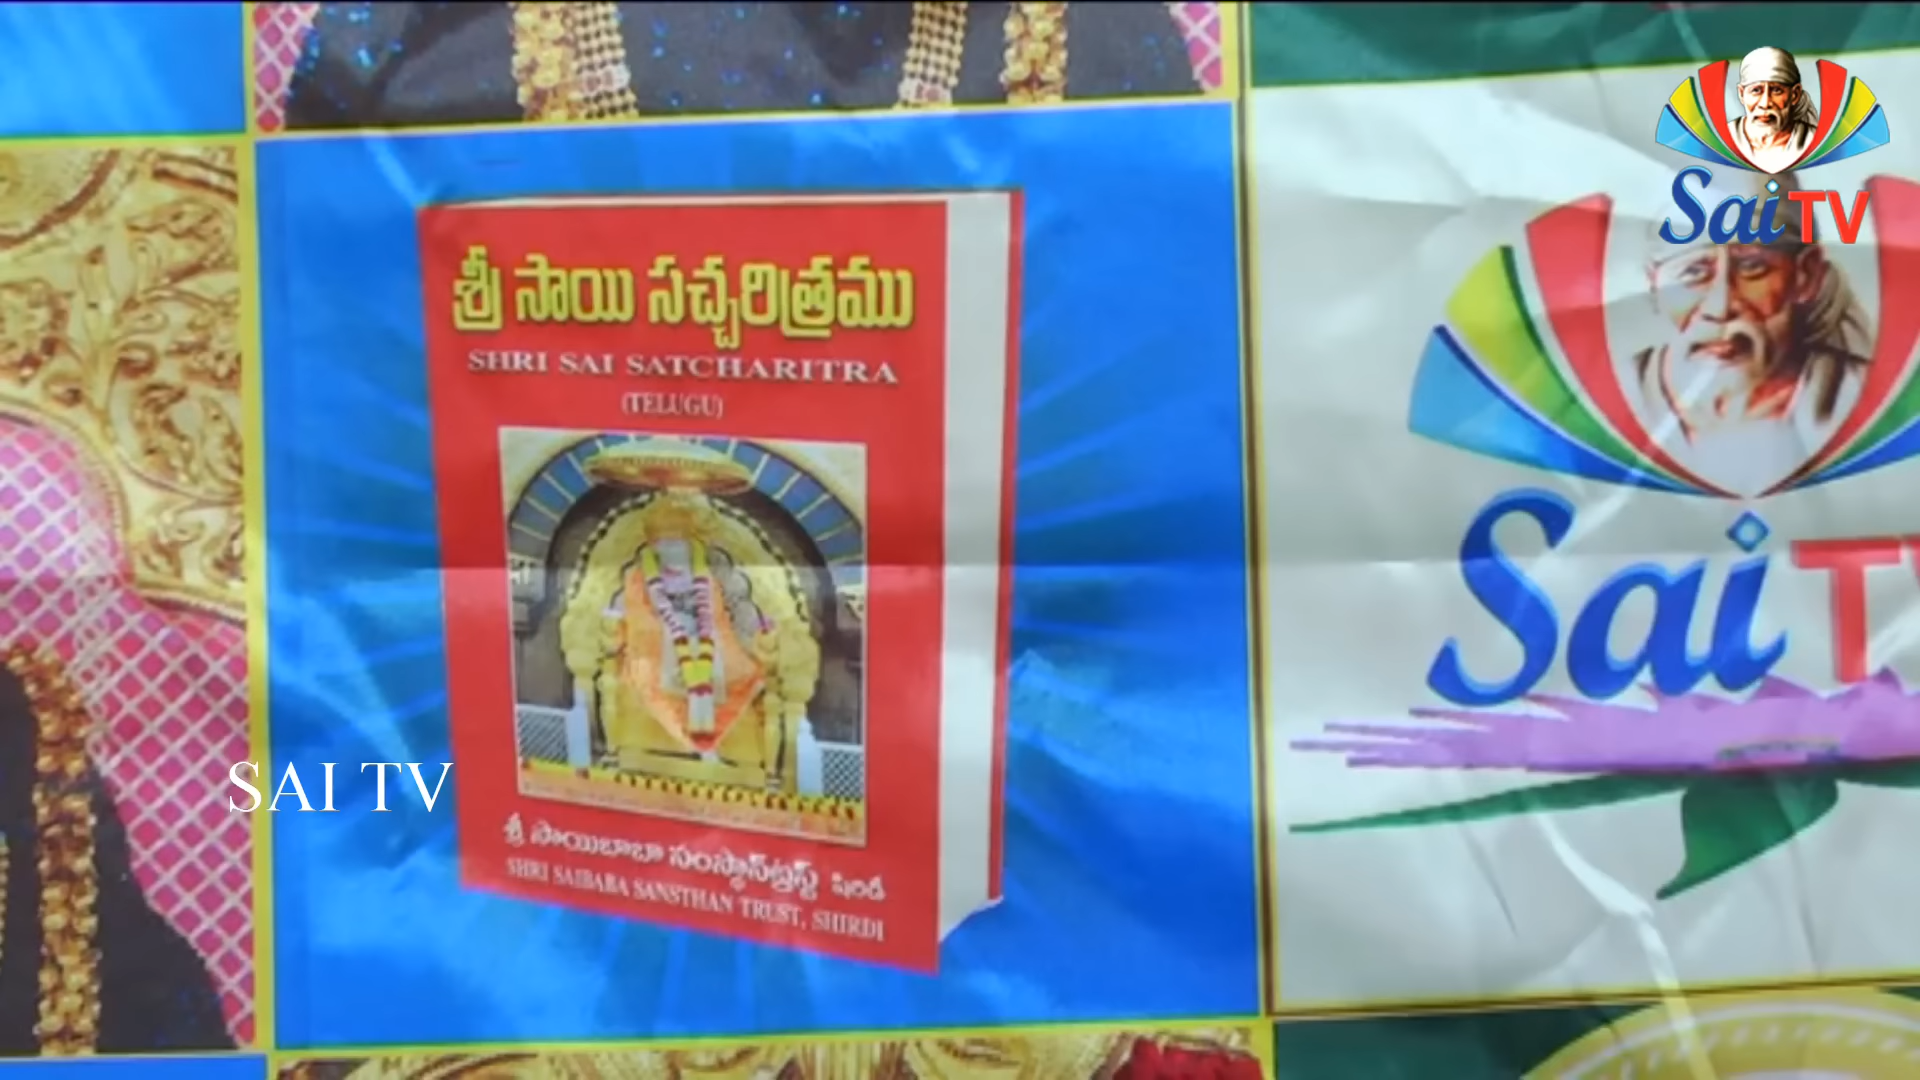 శ్రీ సాయి సచ్చరిత్రము
SHRI SAI SATCHARITRA
(TELUGU)
శ్రీ సాయిబాబా సంస్థాన్‌ట్రస్ట్ షిరిడి
SHRI SAIBABA SANSTHAN TRUST, SHIRDI
SAI TV
Sai TV
Sai TV